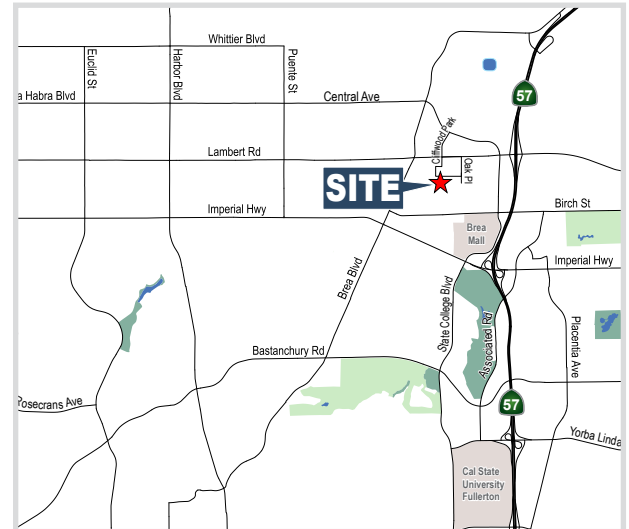 Whittier Blvd
Euclid St
Harbor Blvd
Puente St
57
a Habra Blvd
Central Ave
Cliffwood Park
Lambert Rd
Oak Pl
SITE
Imperial Hwy
Birch St
Brea
Mall
Imperial Hwy
Brea Blvd
State College Blvd
Associated Rd
Placentia Ave
Bastanchury Rd
Rosecrans Ave
57
Yorba Linda
Cal State
University
Fullerton